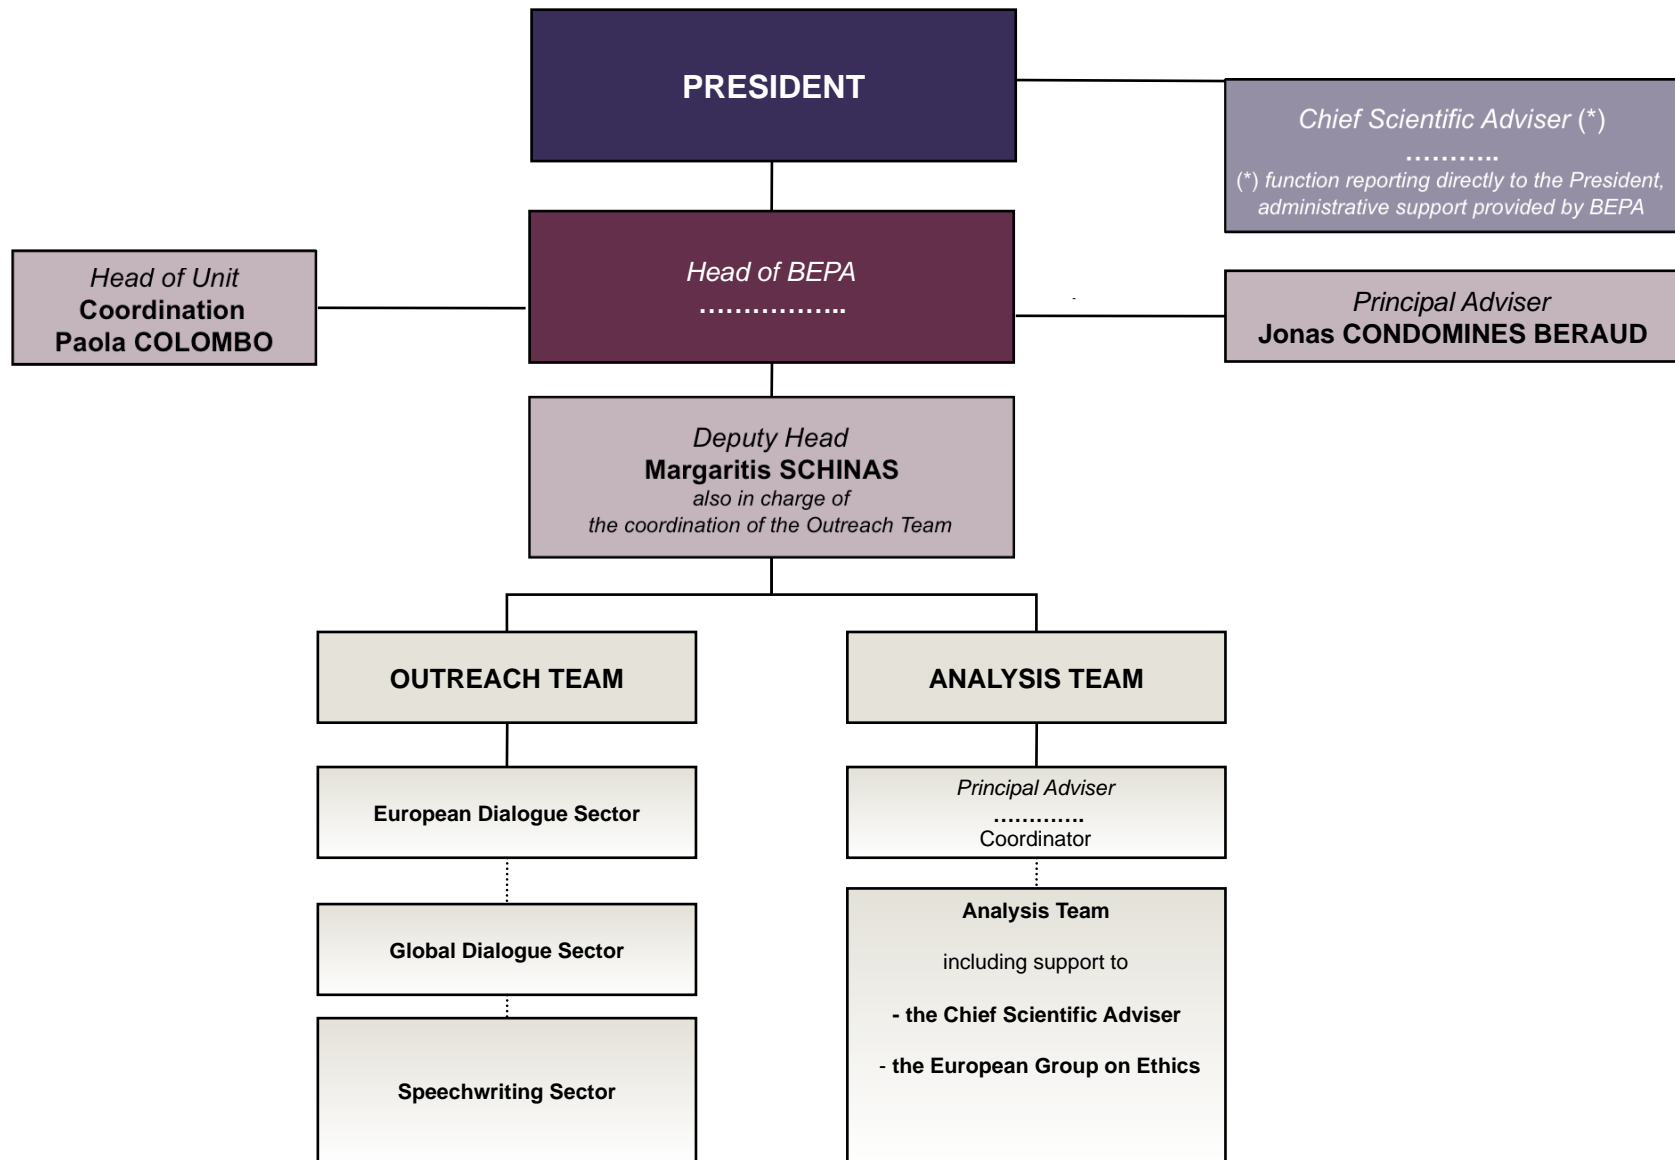 PRESIDENT
Chief Scientific Adviser (*)
………..
(*) function reporting directly to the President,
administrative support provided by BEPA
Head of Unit
Coordination
Paola COLOMBO
Head of BEPA
……………..
-
Principal Adviser
Jonas CONDOMINES BERAUD
Deputy Head
Margaritis SCHINAS
also in charge of
the coordination of the Outreach Team
OUTREACH TEAM
European Dialogue Sector
Global Dialogue Sector
Speechwriting Sector
ANALYSIS TEAM
Principal Adviser
………….
Coordinator
Analysis Team
including support to
- the Chief Scientific Adviser
- the European Group on Ethics